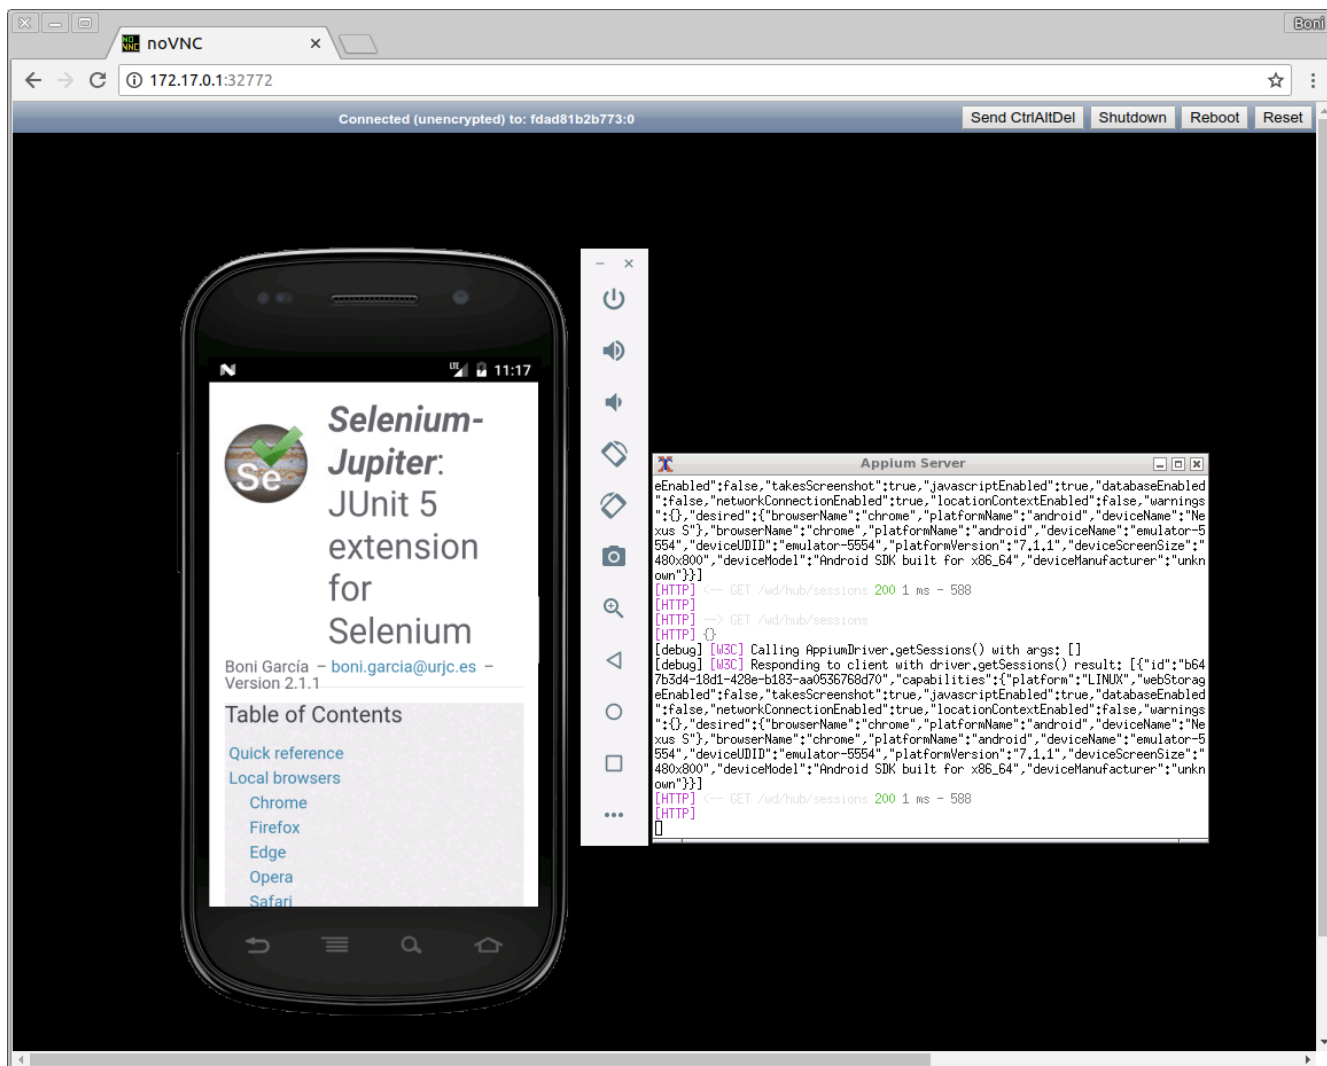 Boni
noVNC
172.17.0.1:32772
Connected (unencrypted) to: fdad81b2b773:0
Send CtrlAltDel
Shutdown
Reboot
Reset
LTE 11:17
Se
Selenium-
Jupiter:
JUnit 5
extension
for
Selenium
Boni García – boni.garcia@urjc.es –
Version 2.1.1
Table of Contents
Quick reference
Local browsers
Chrome
Firefox
Edge
Opera
Safari
Appium Server
eEnabled":false,"takesScreenshot":true,"javascriptEnabled":true,"databaseEnabled
":false,"networkConnectionEnabled":true,"locationContextEnabled":false,"warnings
":{},"desired":{"browserName":"chrome","platformName":"android","deviceName":"Ne
xus S"},"browserName":"chrome","platformName":"android","deviceName":"emulator-5
554","deviceUDID":"emulator-5554","platformVersion":"7.1.1","deviceScreenSize":"
480x800","deviceModel":"Android SDK built for x86_64","deviceManufacturer":"unkn
own"}}]
[HTTP] <-- GET /wd/hub/sessions 200 1 ms - 588
[HTTP]
[HTTP] --> GET /wd/hub/sessions
[HTTP] {}
[debug] [W3C] Calling AppiumDriver.getSessions() with args: []
[debug] [W3C] Responding to client with driver.getSessions() result: [{"id":"b64
7b3d4-18d1-428e-b183-aa0536768d70","capabilities":{"platform":"LINUX","webStorag
eEnabled":false,"takesScreenshot":true,"javascriptEnabled":true,"databaseEnabled
":false,"networkConnectionEnabled":true,"locationContextEnabled":false,"warnings
":{},"desired":{"browserName":"chrome","platformName":"android","deviceName":"Ne
xus S"},"browserName":"chrome","platformName":"android","deviceName":"emulator-5
554","deviceUDID":"emulator-5554","platformVersion":"7.1.1","deviceScreenSize":"
480x800","deviceModel":"Android SDK built for x86_64","deviceManufacturer":"unkn
own"}}]
[HTTP] <-- GET /wd/hub/sessions 200 1 ms - 588
[HTTP]